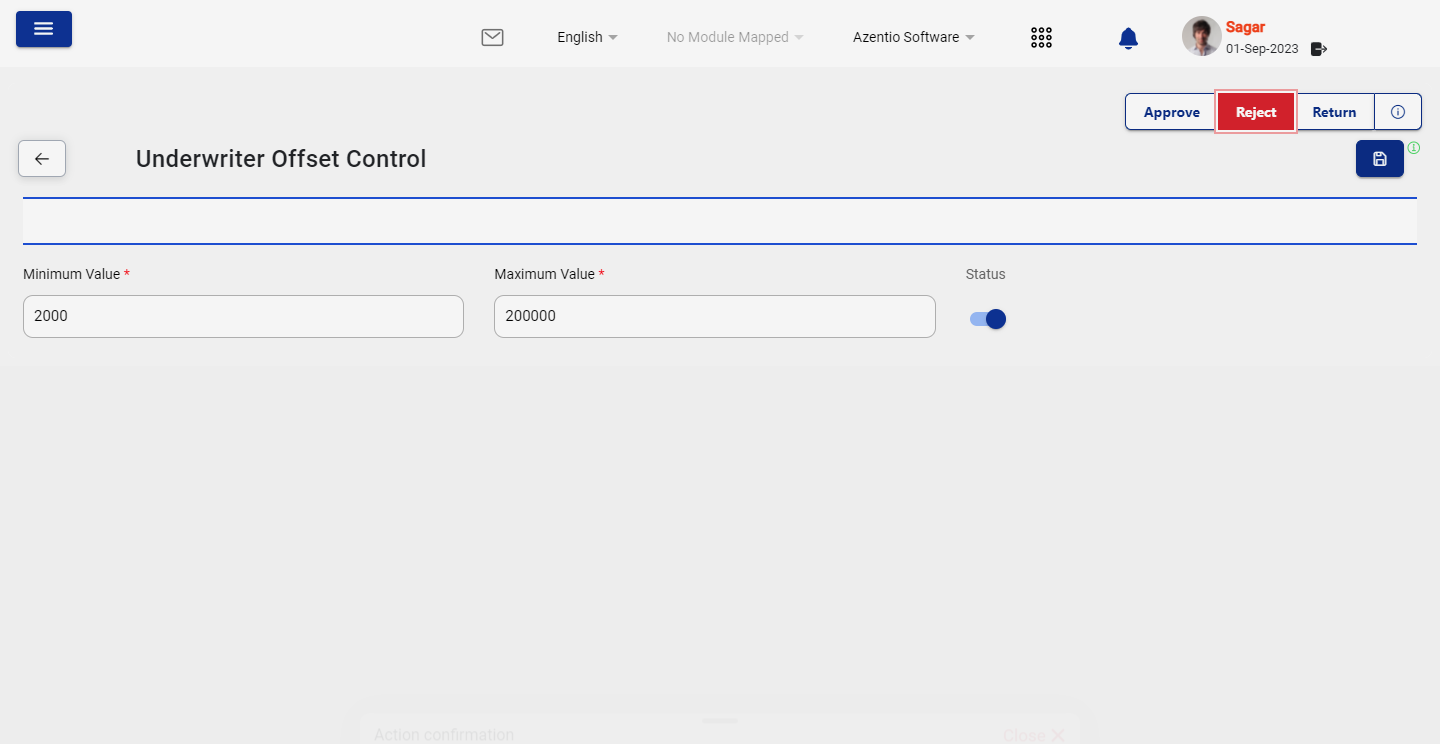 English
No Module Mapped
Azentio Software
Sagar
01-Sep-2023
Approve
Reject
Return
Underwriter Offset Control
Minimum Value *
Maximum Value *
Status
2000
200000
Action confirmation
Close